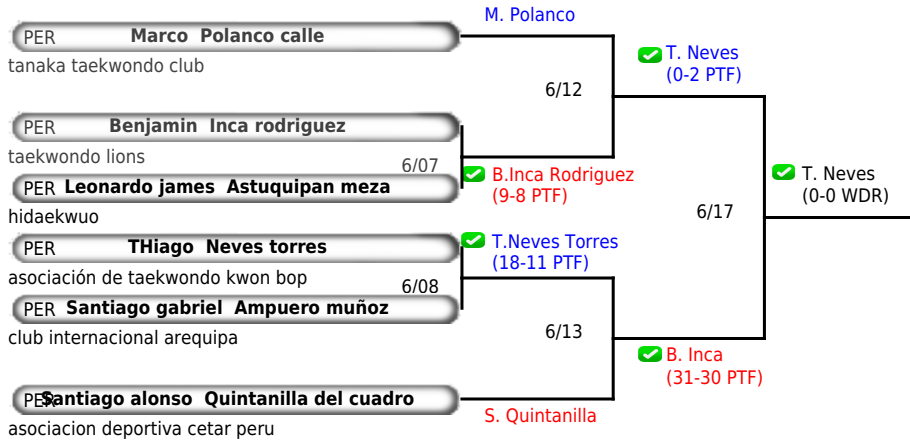 M. Polanco
PER Marco Polanco calle
tanaka taekwondo club
T. Neves
(0-2 PTF)
6/12
PER Benjamin Inca rodriguez
taekwondo lions
6/07
B.Inca Rodriguez
(9-8 PTF)
PER Leonardo james Astuquipan meza
hidaekwuo
T. Neves
(0-0 WDR)
6/17
PER THiago Neves torres
asociación de taekwondo kwon bop
T.Neves Torres
(18-11 PTF)
6/08
PER Santiago gabriel Ampuero muñoz
club internacional arequipa
6/13
B. Inca
(31-30 PTF)
PER Santiago alonso Quintanilla del cuadro
asociacion deportiva cetar peru
S. Quintanilla